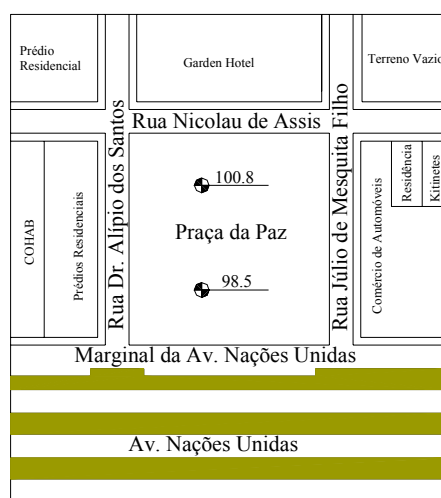 Prédio
Residencial
Garden Hotel
Terreno Vazio
Rua Nicolau de Assis
Rua Dr. Alípio dos Santos
Rua Júlio de Mesquita Filho
COHAB
Prédios Residenciais
100.8
Praça da Paz
98.5
Comércio de Automóveis
Residência
Kitinetes
Marginal da Av. Nações Unidas
Av. Nações Unidas